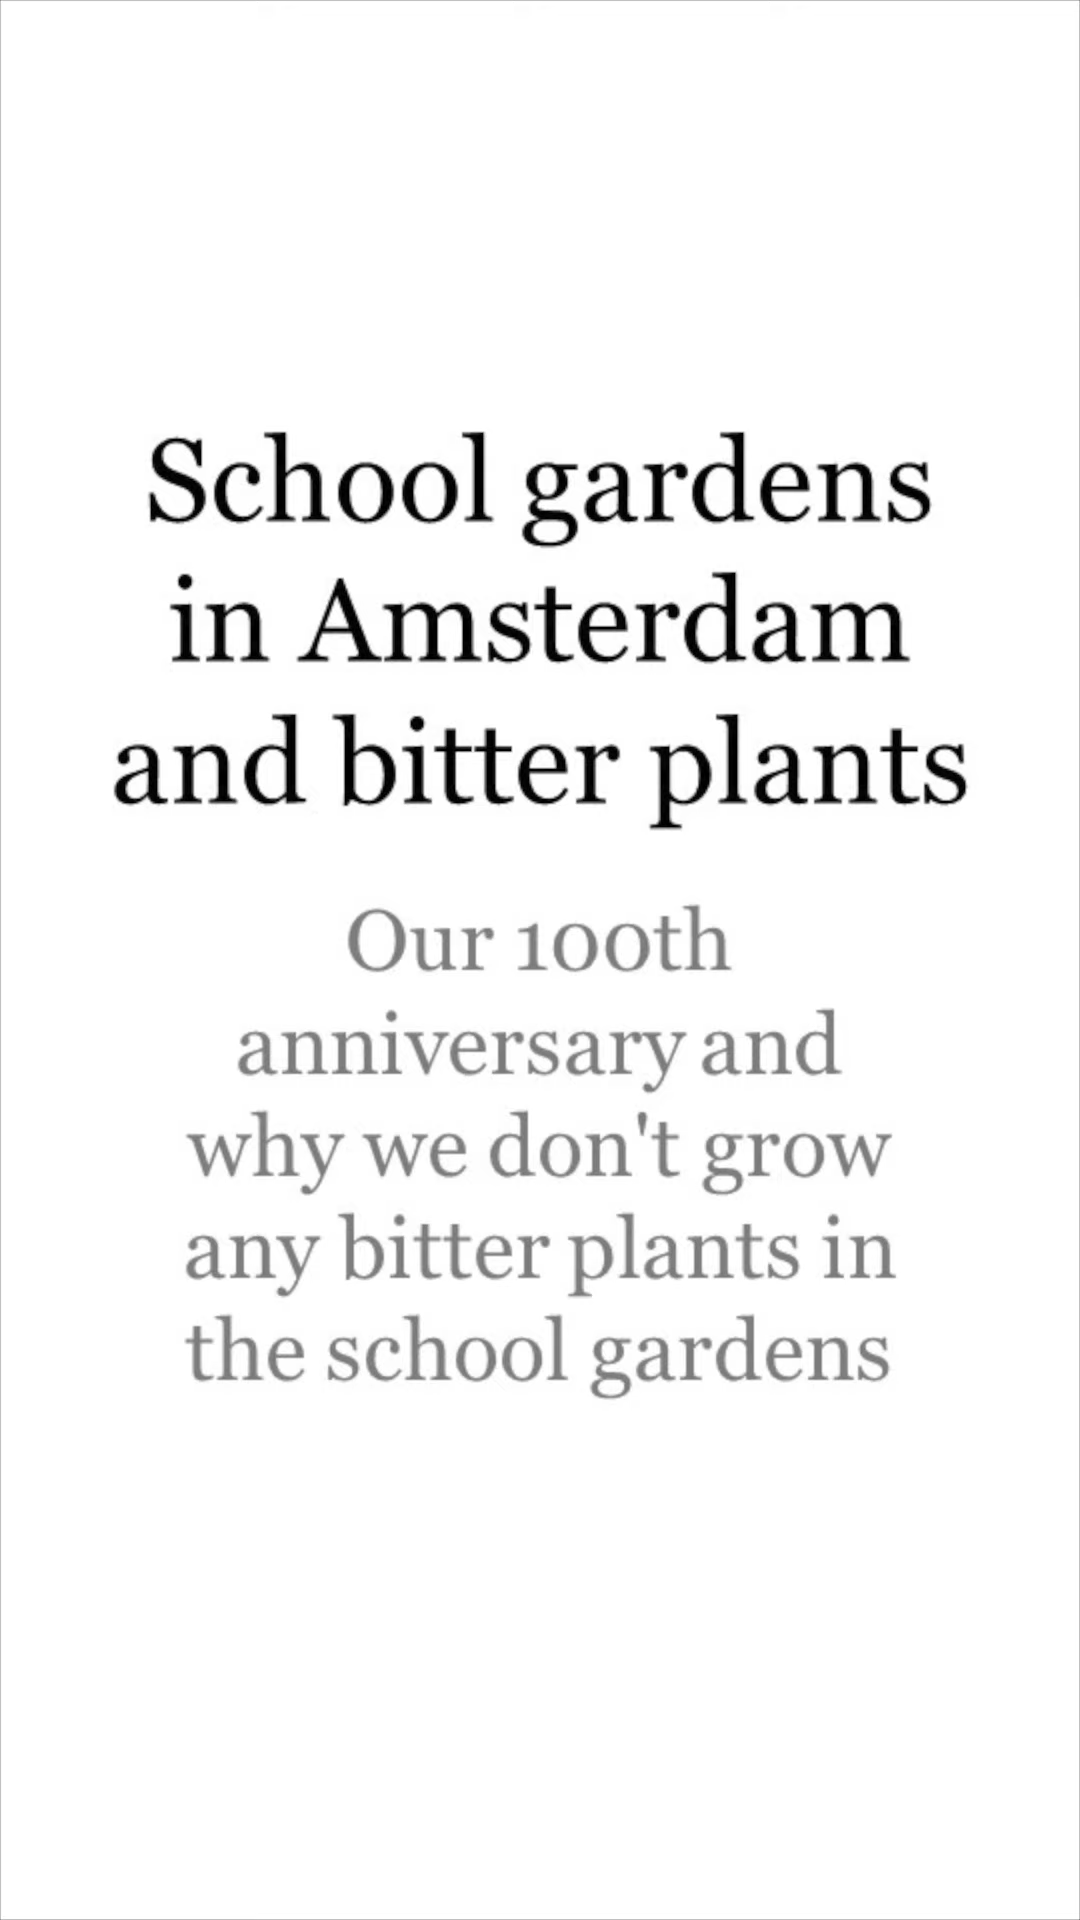 School gardens
in Amsterdam
and bitter plants
Our 100th
anniversary and
why we don't grow
any bitter plants in
the school gardens